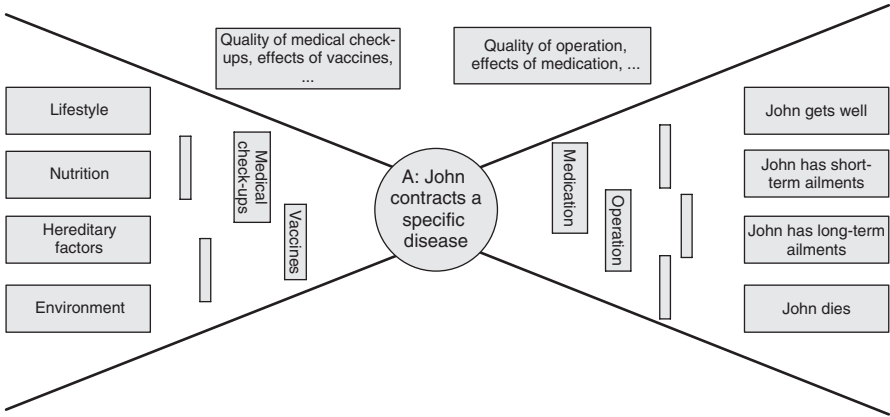 Quality of medical check-
ups, effects of vaccines,
...
Quality of operation,
effects of medication, ...
Lifestyle
Nutrition
Hereditary
factors
Environment
Medical
check-ups
Vaccines
A: John
contracts a
specific
disease
Medication
Operation
John gets well
John has short-
term ailments
John has long-term
ailments
John dies